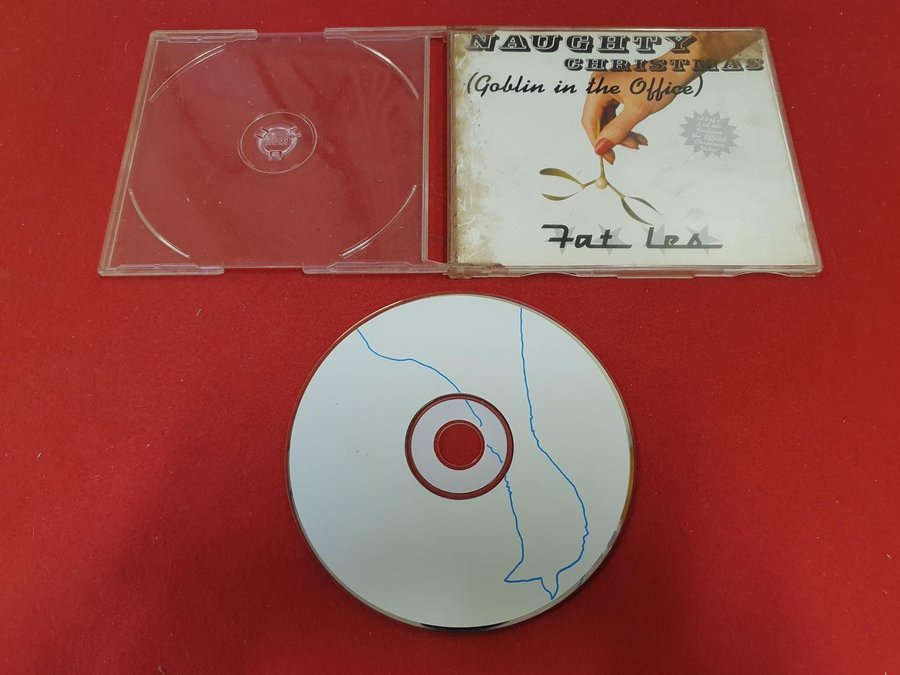 NAUGHTY
CHRISTMAS
(Goblin in the Office)
Fat Les